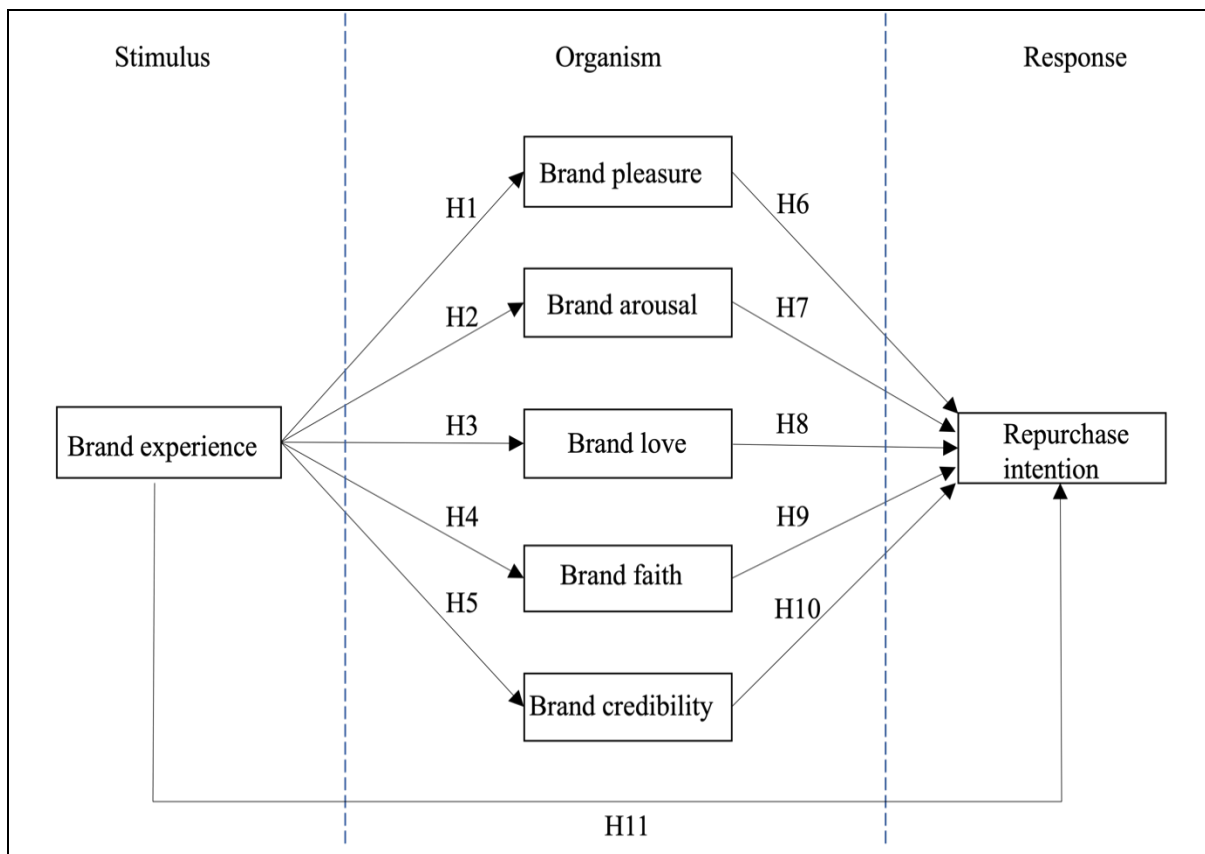 Stimulus
Organism
Response
Brand pleasure
H1
H6
Brand arousal
H2
H7
Brand experience
H3
Brand love
H8
Repurchase
intention
H4
Brand faith
H9
H5
H10
Brand credibility
H11